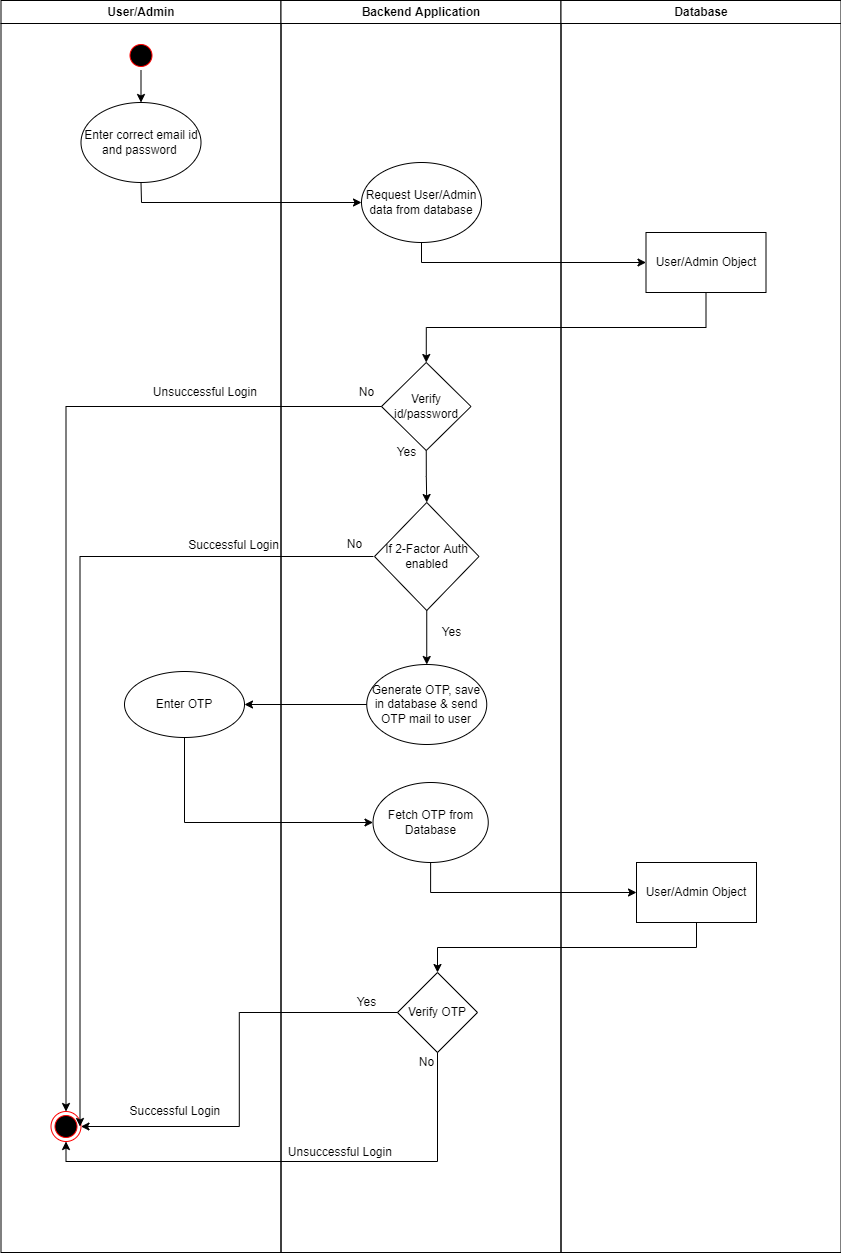 User/Admin
Backend Application
Database
Enter correct email id
and password
Request User/Admin
data from database
User/Admin Object
Unsuccessful Login
No
Verify
id/password
Yes
Successful Login
No
If 2-Factor Auth
enabled
Yes
Enter OTP
Generate OTP, save
in database & send
OTP mail to user
Fetch OTP from
Database
User/Admin Object
Yes
Verify OTP
No
Successful Login
Unsuccessful Login